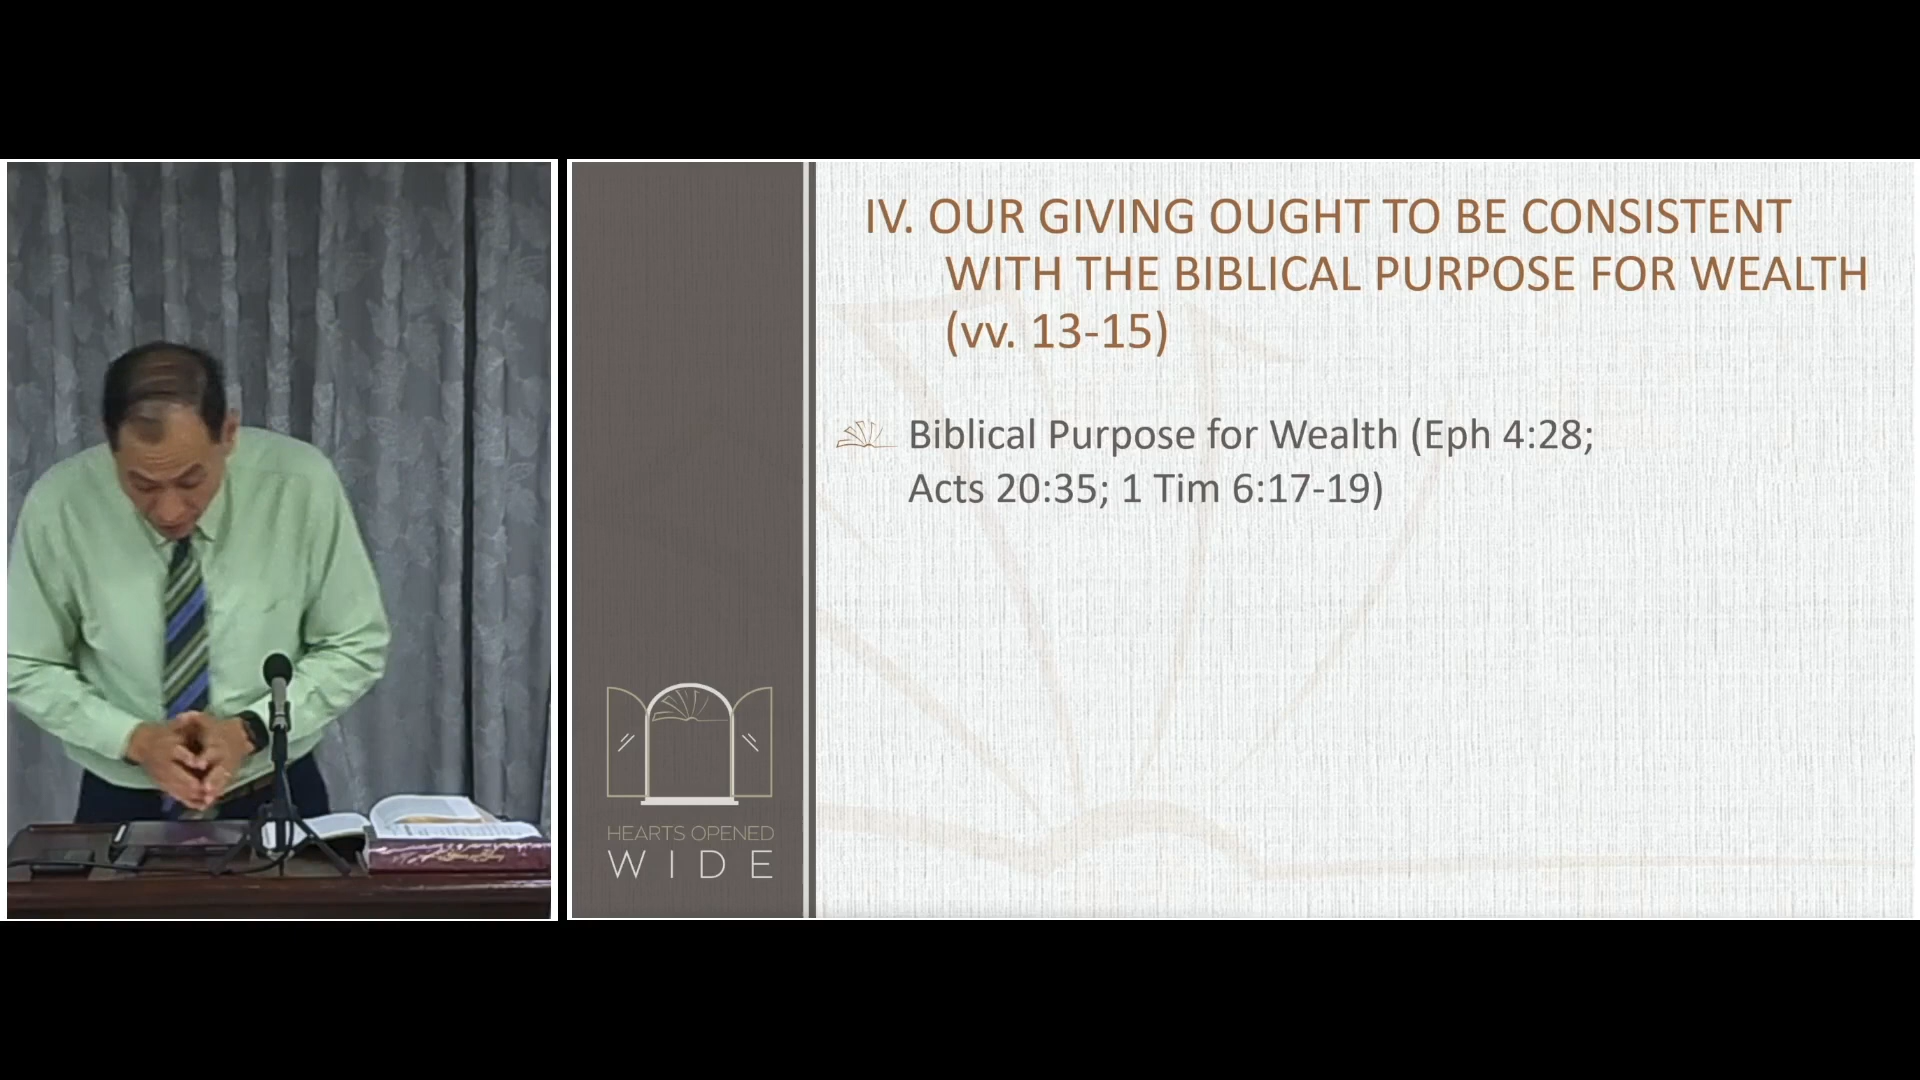 IV. OUR GIVING OUGHT TO BE CONSISTENT
WITH THE BIBLICAL PURPOSE FOR WEALTH
(vv. 13-15)
Biblical Purpose for Wealth (Eph 4:28;
Acts 20:35; 1 Tim 6:17-19)
HEARTS OPENED
WIDE